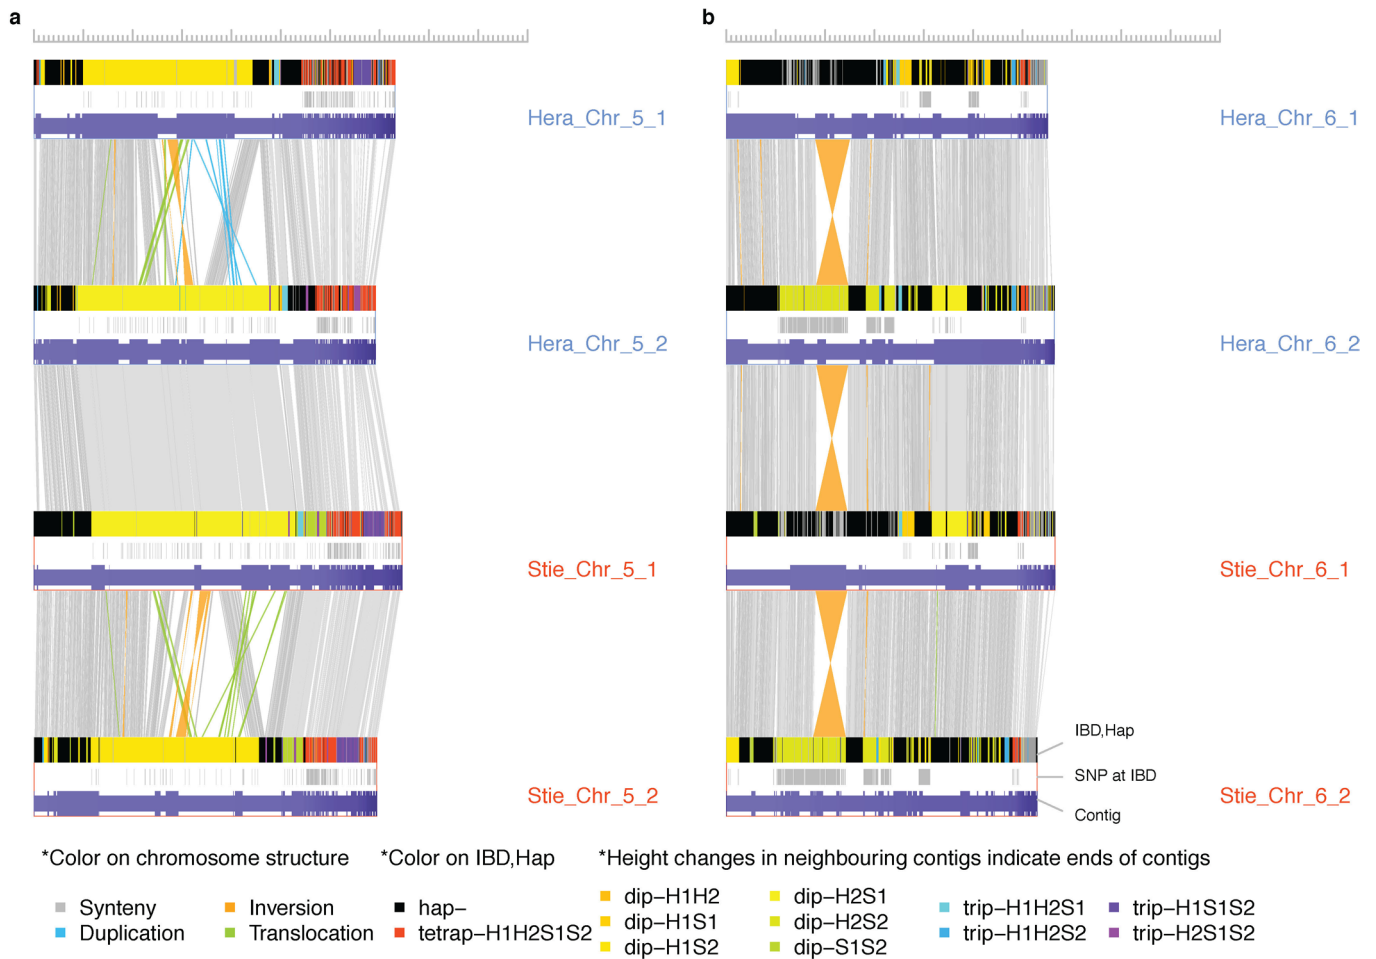 a
b
Hera_Chr_5_1
Hera_Chr_6_1
Hera_Chr_5_2
Hera_Chr_6_2
Stie_Chr_5_1
Stie_Chr_6_1
IBD,Hap
SNP at IBD
Stie_Chr_5_2
Stie_Chr_6_2
Contig
*Color on chromosome structure
*Color on IBD,Hap
*Height changes in neighbouring contigs indicate ends of contigs
Synteny
Inversion
Duplication
Translocation
hap–
tetrap–H1H2S1S2
dip–H1H2
dip–H1S1
dip–H1S2
dip–H2S1
dip–H2S2
dip–S1S2
trip–H1H2S1
trip–H1H2S2
trip–H1S1S2
trip–H2S1S2